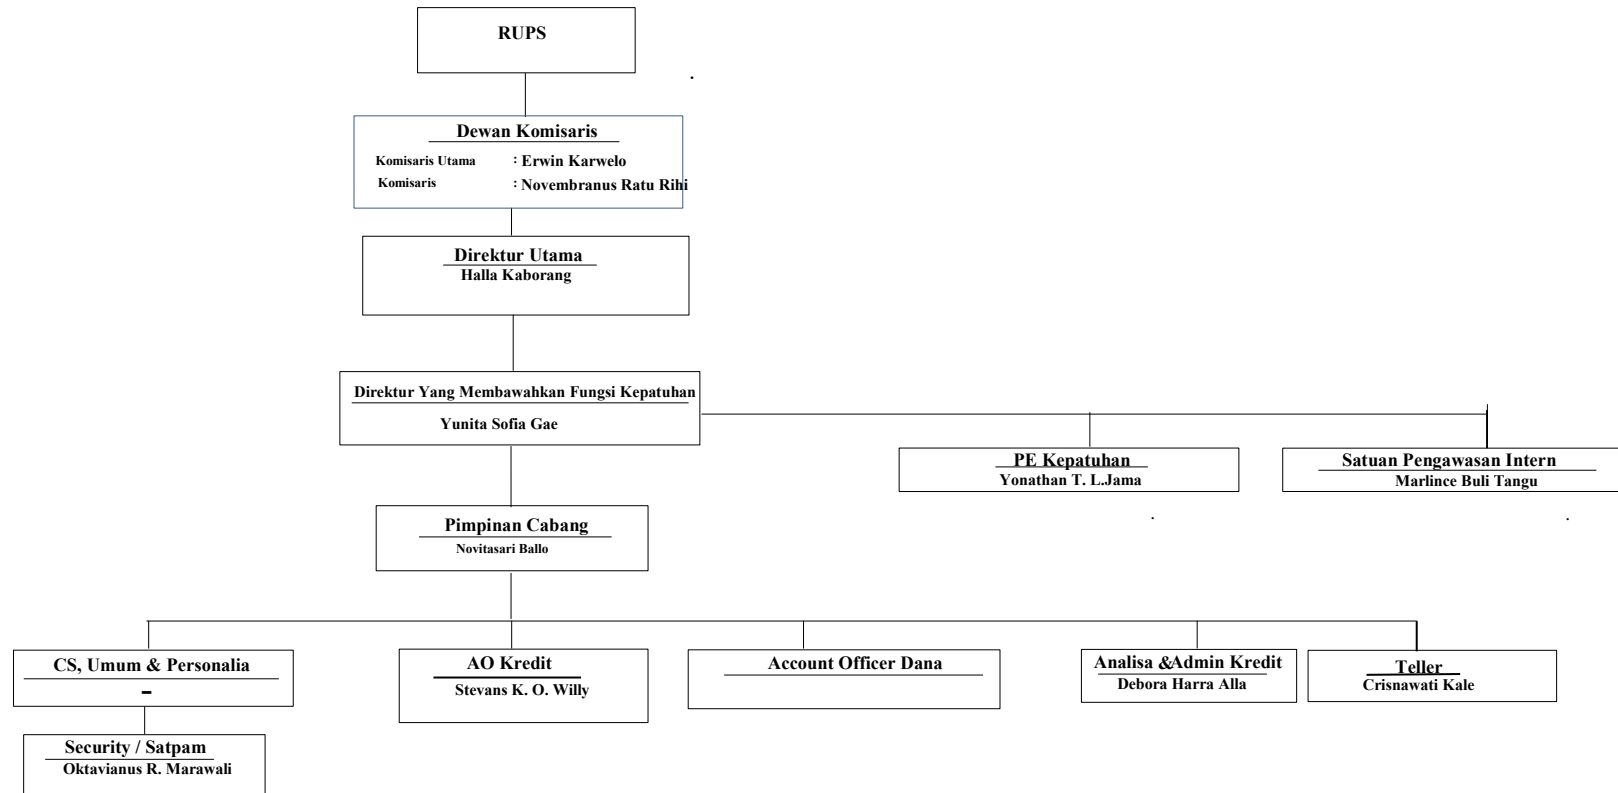 RUPS
Dewan Komisaris
Komisaris Utama : Erwin Karwelo
Komisaris : Novembranus Ratu Rihi
Direktur Utama
Halla Kaborang
Direktur Yang Membawahkan Fungsi Kepatuhan
Yunita Sofia Gae
PE Kepatuhan
Yonathan T. L.Jama
Satuan Pengawasan Intern
Marlince Buli Tangu
Pimpinan Cabang
Novitasari Ballo
CS, Umum & Personalia
–
AO Kredit
Stevans K. O. Willy
Account Officer Dana
Analisa &Admin Kredit
Debora Harra Alla
Teller
Crisnawati Kale
Security / Satpam
Oktavianus R. Marawali